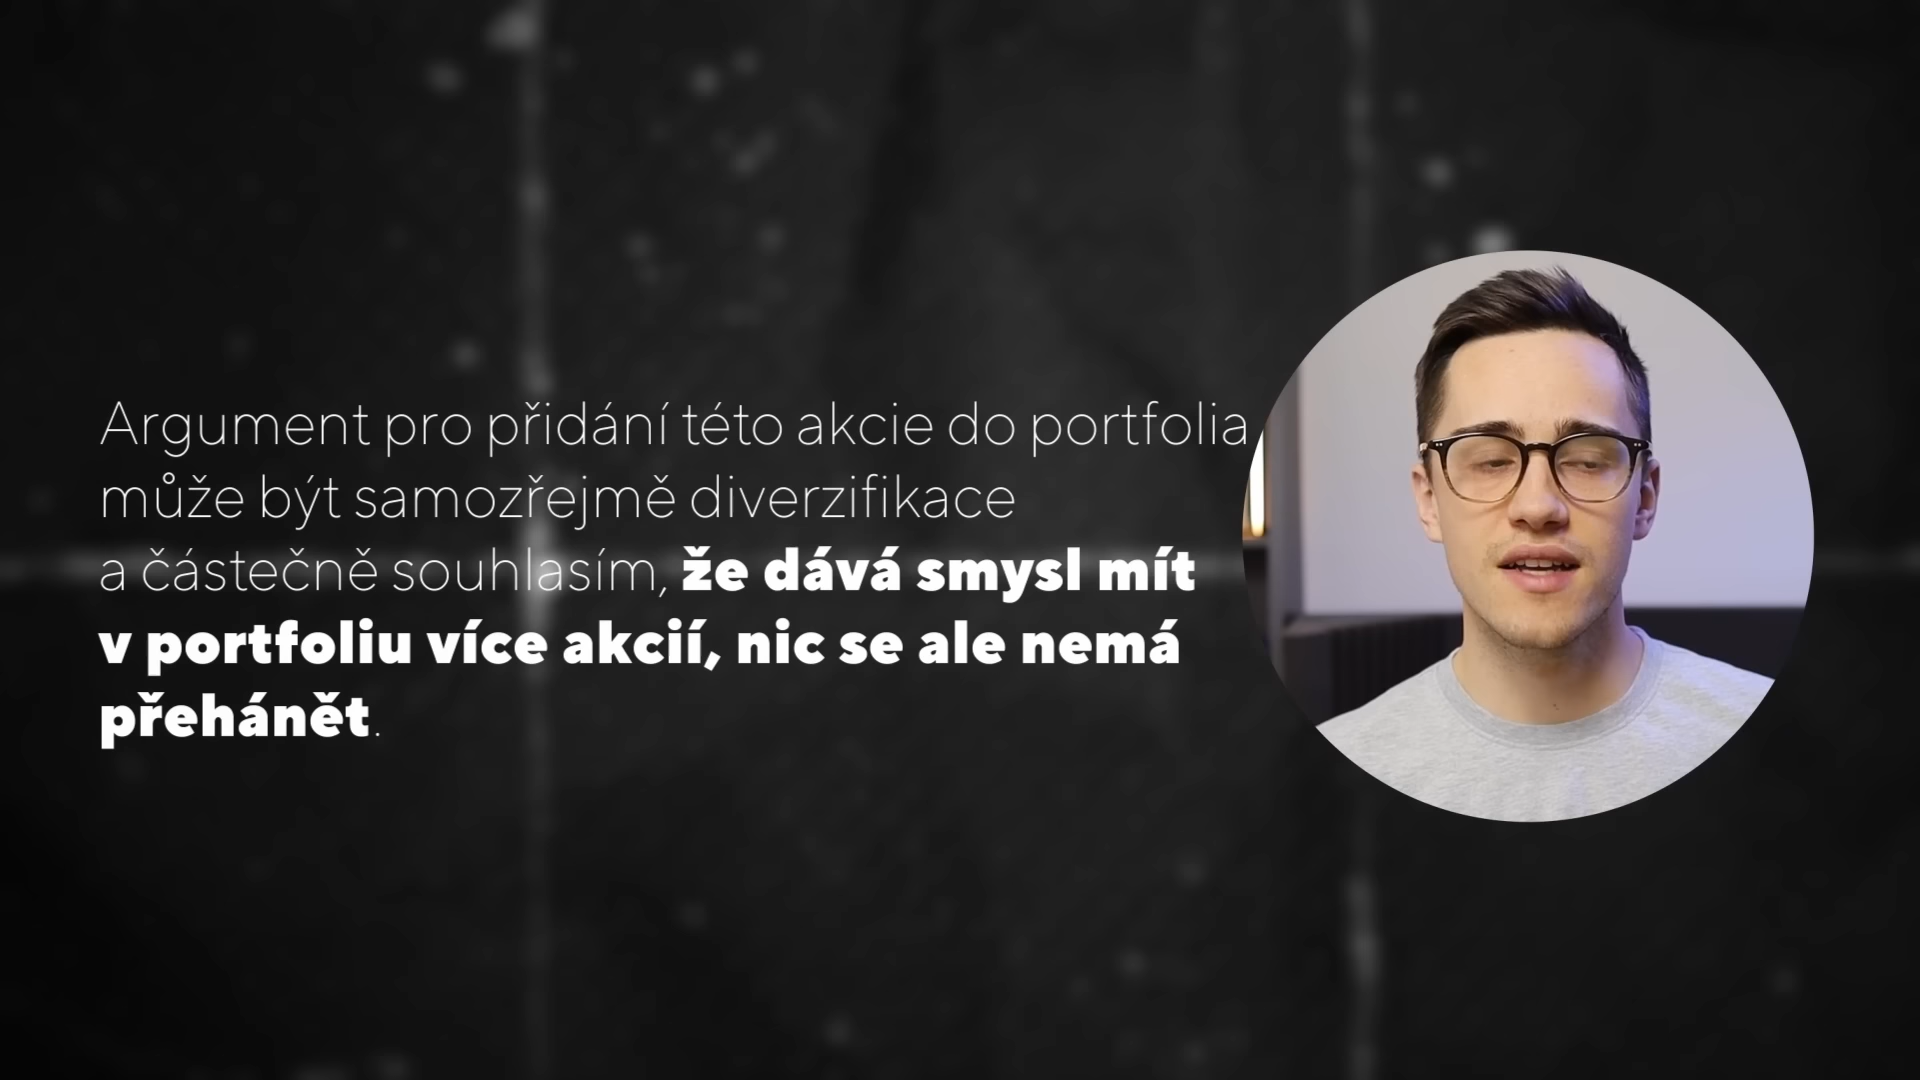 Argument pro přidání této akcie do portfolia
může být samozřejmě diverzifikace
a částečně souhlasím, že dává smysl mít
v portfoliu více akcií, nic se ale nemá
přehánět.